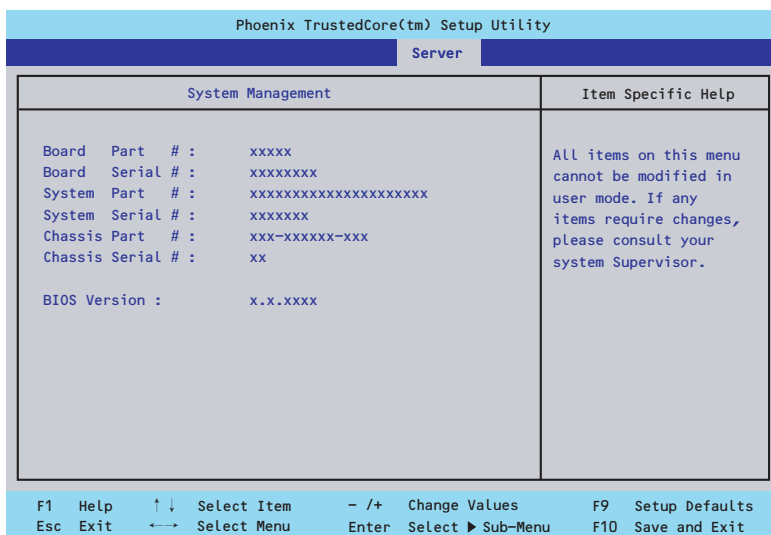 Phoenix TrustedCore(tm) Setup Utility
Server
System Management
Item Specific Help
Board Part # : xxxxx
Board Serial # : xxxxxxxx
System Part # : xxxxxxxxxxxxxxxxxxxxx
System Serial # : xxxxxxx
Chassis Part # : xxx-xxxxxx-xxx
Chassis Serial # : xx
BIOS Version : x.x.xxxx
All items on this menu
cannot be modified in
user mode. If any
items require changes,
please consult your
system Supervisor.
F1 Help ↑↓ Select Item - /+ Change Values F9 Setup Defaults
Esc Exit ←→ Select Menu Enter Select ▶ Sub-Menu F10 Save and Exit